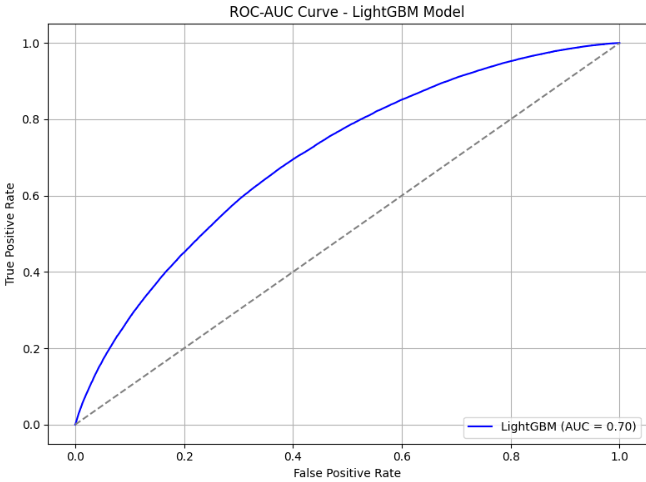 ROC-AUC Curve - LightGBM Model
True Positive Rate
1.0
0.8
0.6
0.4
0.2
0.0
LightGBM (AUC = 0.70)
0.0 0.2 0.4 0.6 0.8 1.0
False Positive Rate